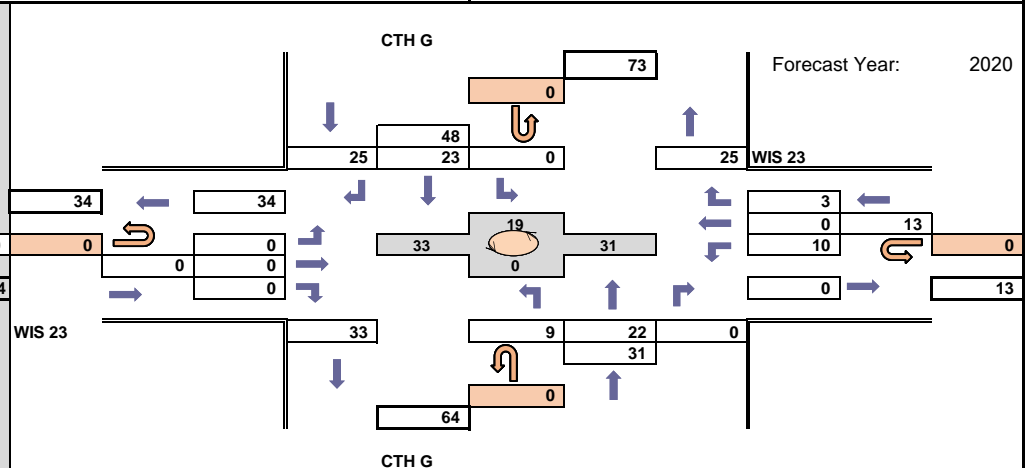 CTH G
73
Forecast Year: 2020
0
48
25 23 0 25 WIS 23
34 34 3
19 0 13
0 0 33 31 10 0
0 0 0
4 0 0 13
WIS 23 33 9 22 0
31
0
64
CTH G